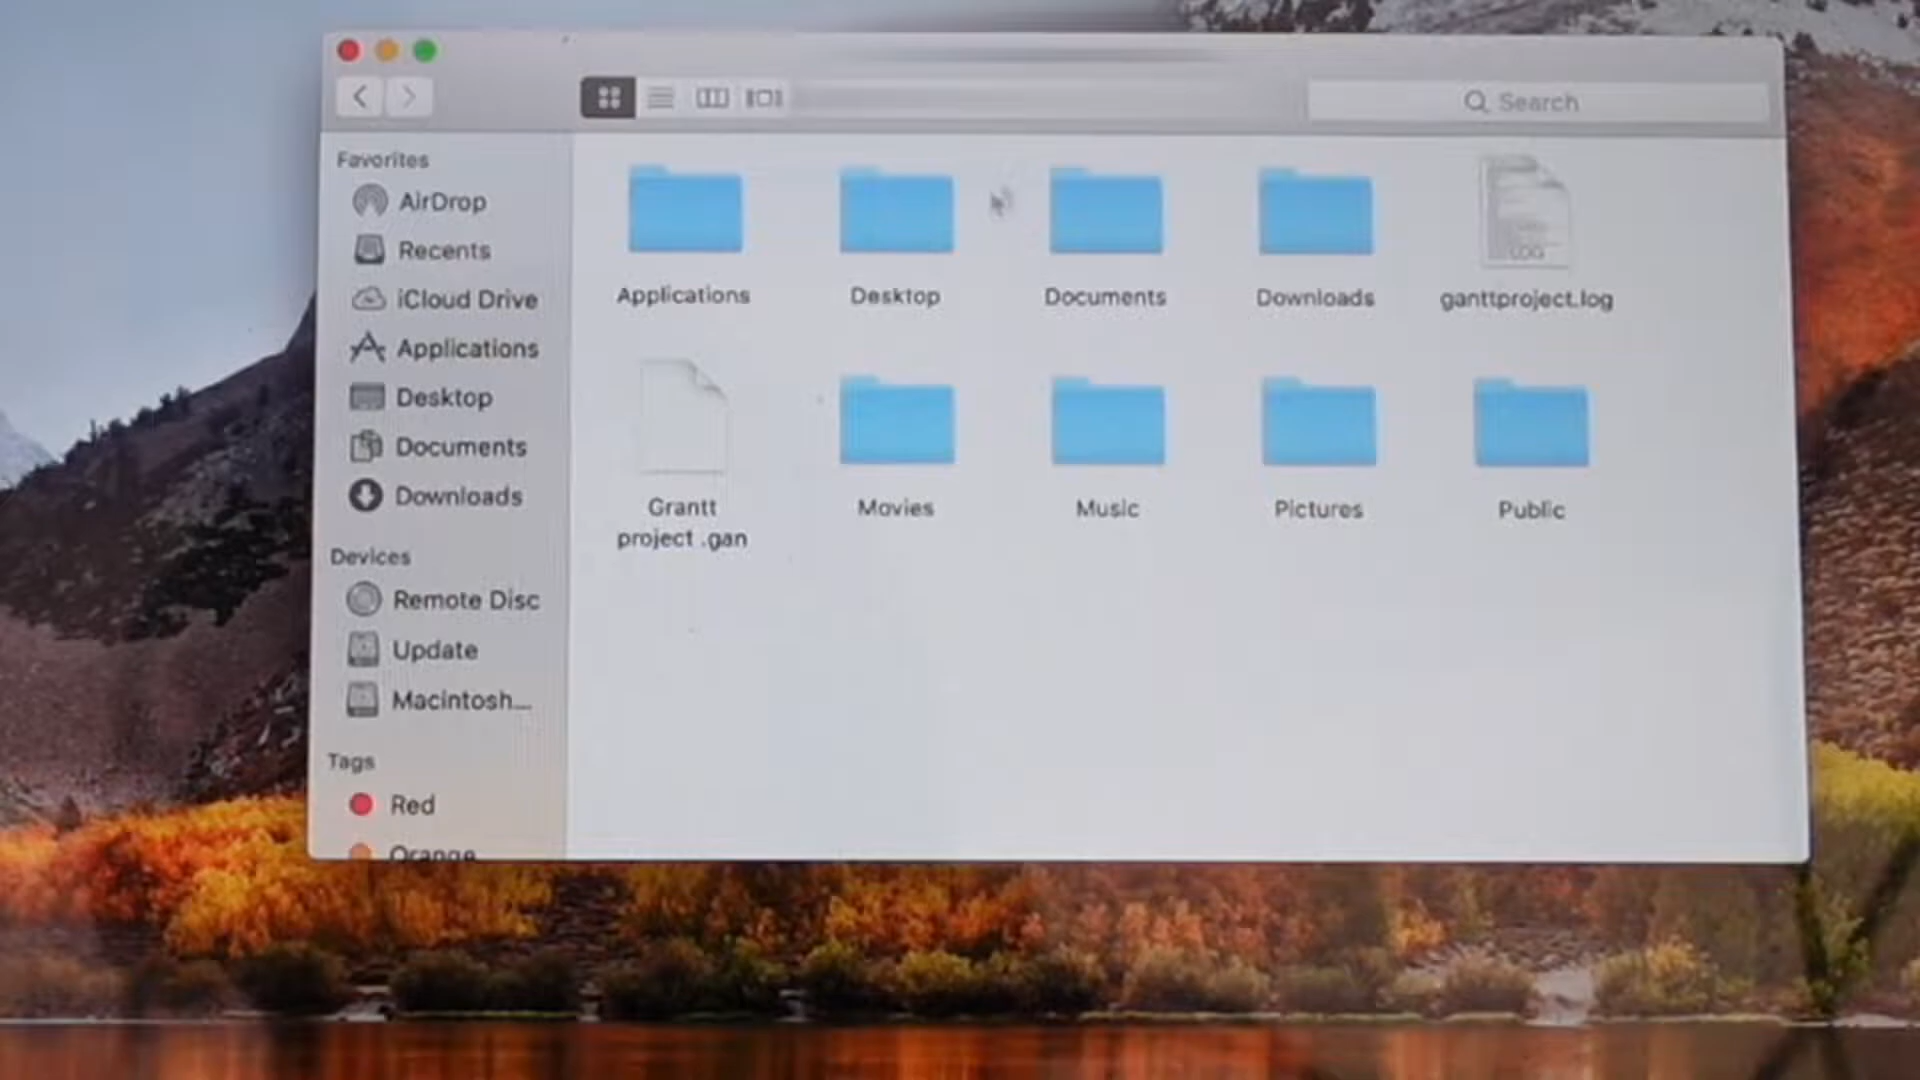 Search
Favorites
AirDrop
Recents
iCloud Drive
Applications
Desktop
Documents
Downloads
Devices
Remote Disc
Update
Macintosh...
Tags
Red
Orange
Applications
Desktop
Documents
Downloads
LOG
ganttproject.log
Grantt
project .gan
Movies
Music
Pictures
Public